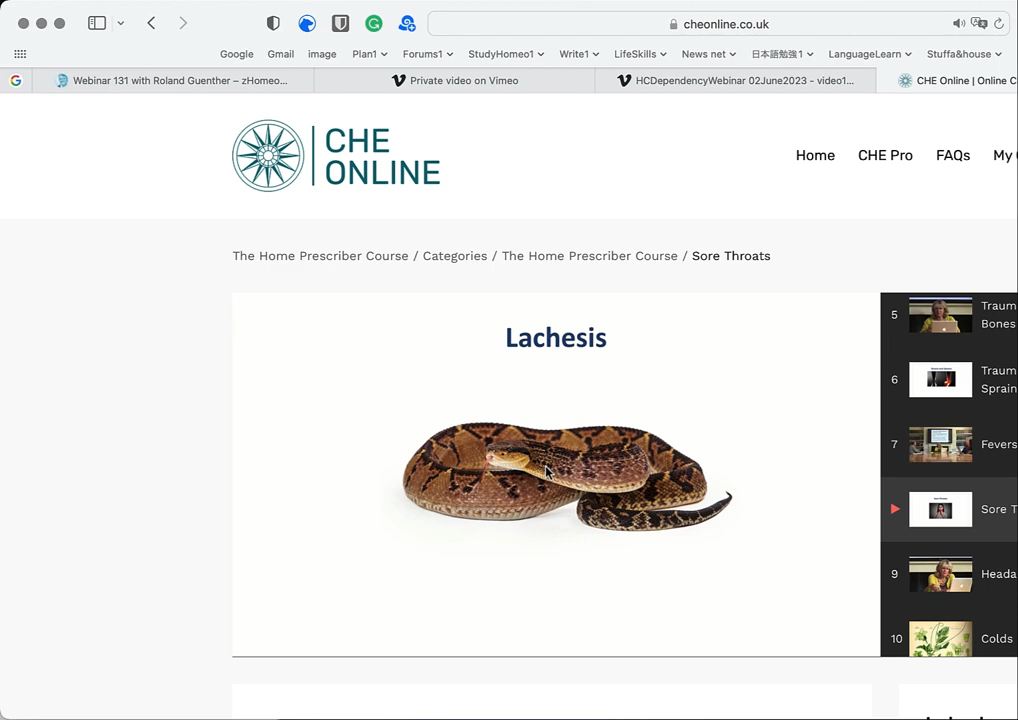 cheonline.co.uk
Google Gmail image Plan1 Forums1 StudyHomeo1 Write1 LifeSkills News net 日本語勉強1 LanguageLearn Stuffa&house
Webinar 131 with Roland Guenther – zHomeo... Private video on Vimeo HCDependencyWebinar 02June2023 - video1... CHE Online | Online C
CHE
ONLINE
Home CHE Pro FAQs My
The Home Prescriber Course / Categories / The Home Prescriber Course / Sore Throats
Lachesis
5 Traum
Bones
6 Traum
Sprain
7 Fevers
Sore T
9 Heada
10 Colds